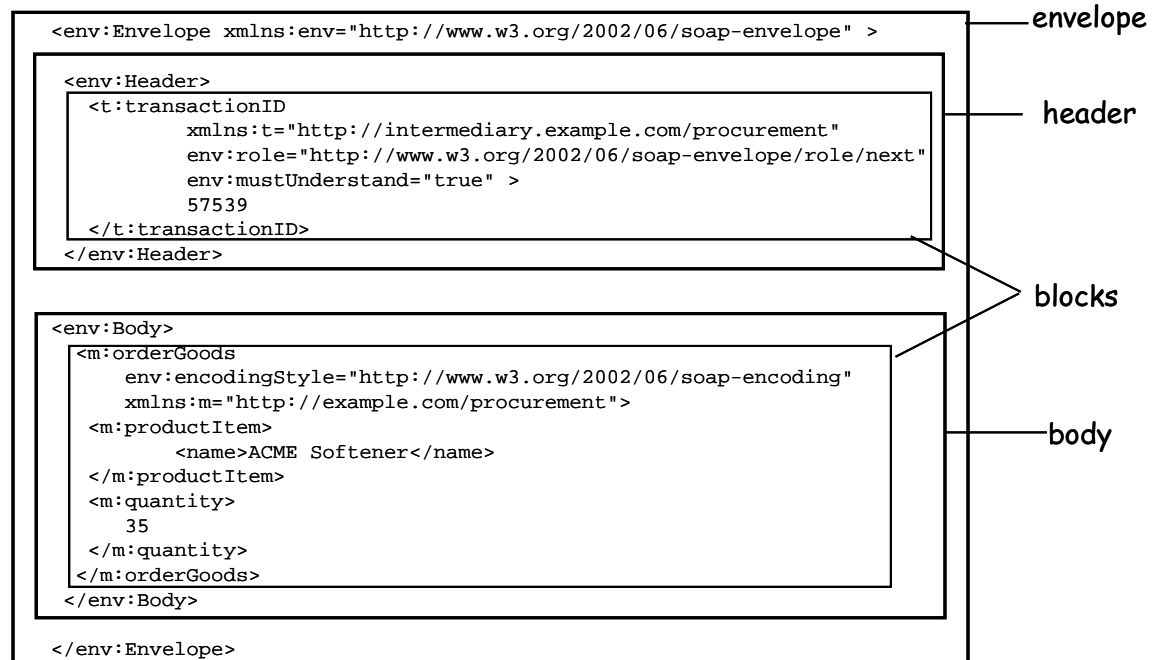 <env:Envelope xmlns:env="http://www.w3.org/2002/06/soap-envelope" >
envelope
<env:Header>
<t:transactionID
xmlns:t="http://intermediary.example.com/procurement"
header
env:role="http://www.w3.org/2002/06/soap-envelope/role/next"
env:mustUnderstand="true" >
57539
</t:transactionID>
</env:Header>
blocks
<env:Body>
<m:orderGoods
env:encodingStyle="http://www.w3.org/2002/06/soap-encoding"
xmlns:m="http://example.com/procurement">
<m:productItem>
body
<name>ACME Softener</name>
</m:productItem>
<m:quantity>
35
</m:quantity>
</m:orderGoods>
</env:Body>
</env:Envelope>